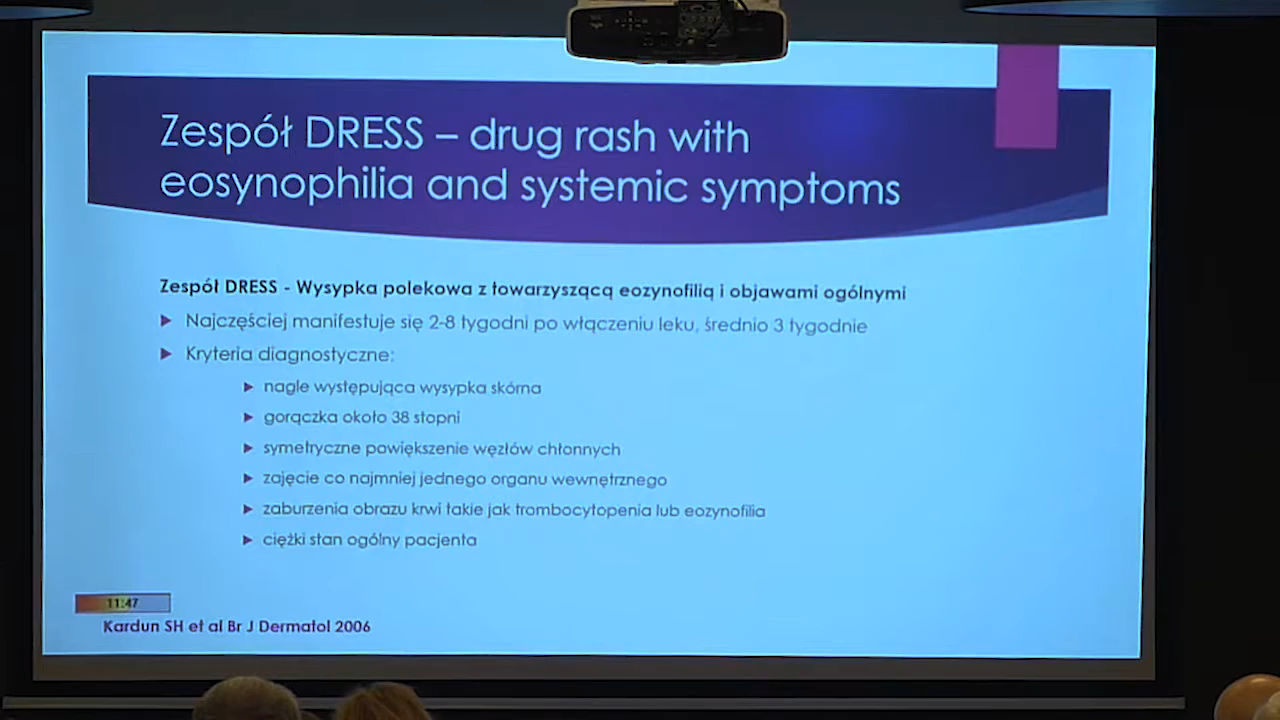 Zespół DRESS – drug rash with
eosynophilia and systemic symptoms
Zespół DRESS - Wysypka polekowa z towarzyszącą eozynofilią i objawami ogólnymi
Najczęściej manifestuje się 2-8 tygodni po włączeniu leku, średnio 3 tygodnie
Kryteria diagnostyczne:
nagle występująca wysypka skórna
gorączka około 38 stopni
symetryczne powiększenie węzłów chłonnych
zajęcie co najmniej jednego organu wewnętrznego
zaburzenia obrazu krwi takie jak trombocytopenia lub eozynofilia
ciężki stan ogólny pacjenta
11:47
Kardun SH et al Br J Dermatol 2006